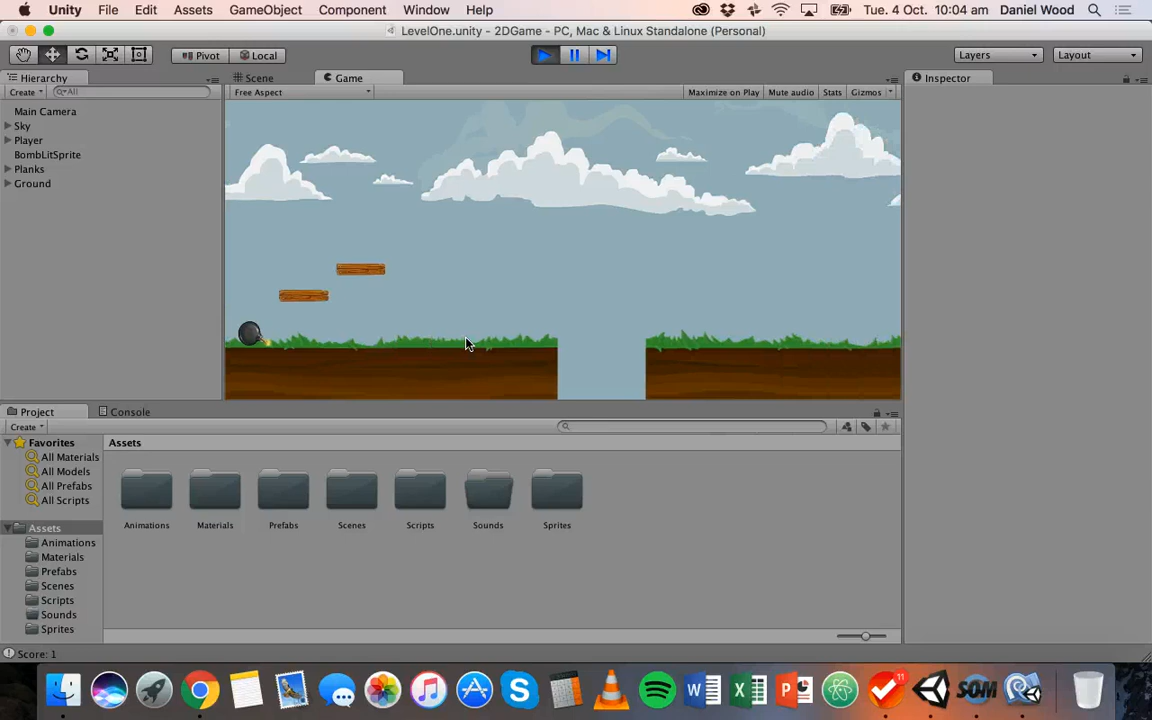 Unity File Edit Assets GameObject Component Window Help Tue. 4 Oct. 10:04 am Daniel Wood
LevelOne.unity - 2DGame - PC, Mac & Linux Standalone (Personal)
Pivot Local Layers Layout
Hierarchy Scene Game Inspector
Create All Free Aspect Maximize on Play Mute audio Stats Gizmos
Main Camera
Sky
Player
BombLitSprite
Planks
Ground
Project Console
Create
Favorites Assets
All Materials
All Models
All Prefabs
All Scripts
Animations Materials Prefabs Scenes Scripts Sounds Sprites
Assets
Animations
Materials
Prefabs
Scenes
Scripts
Sounds
Sprites
Score: 1
11
SOM